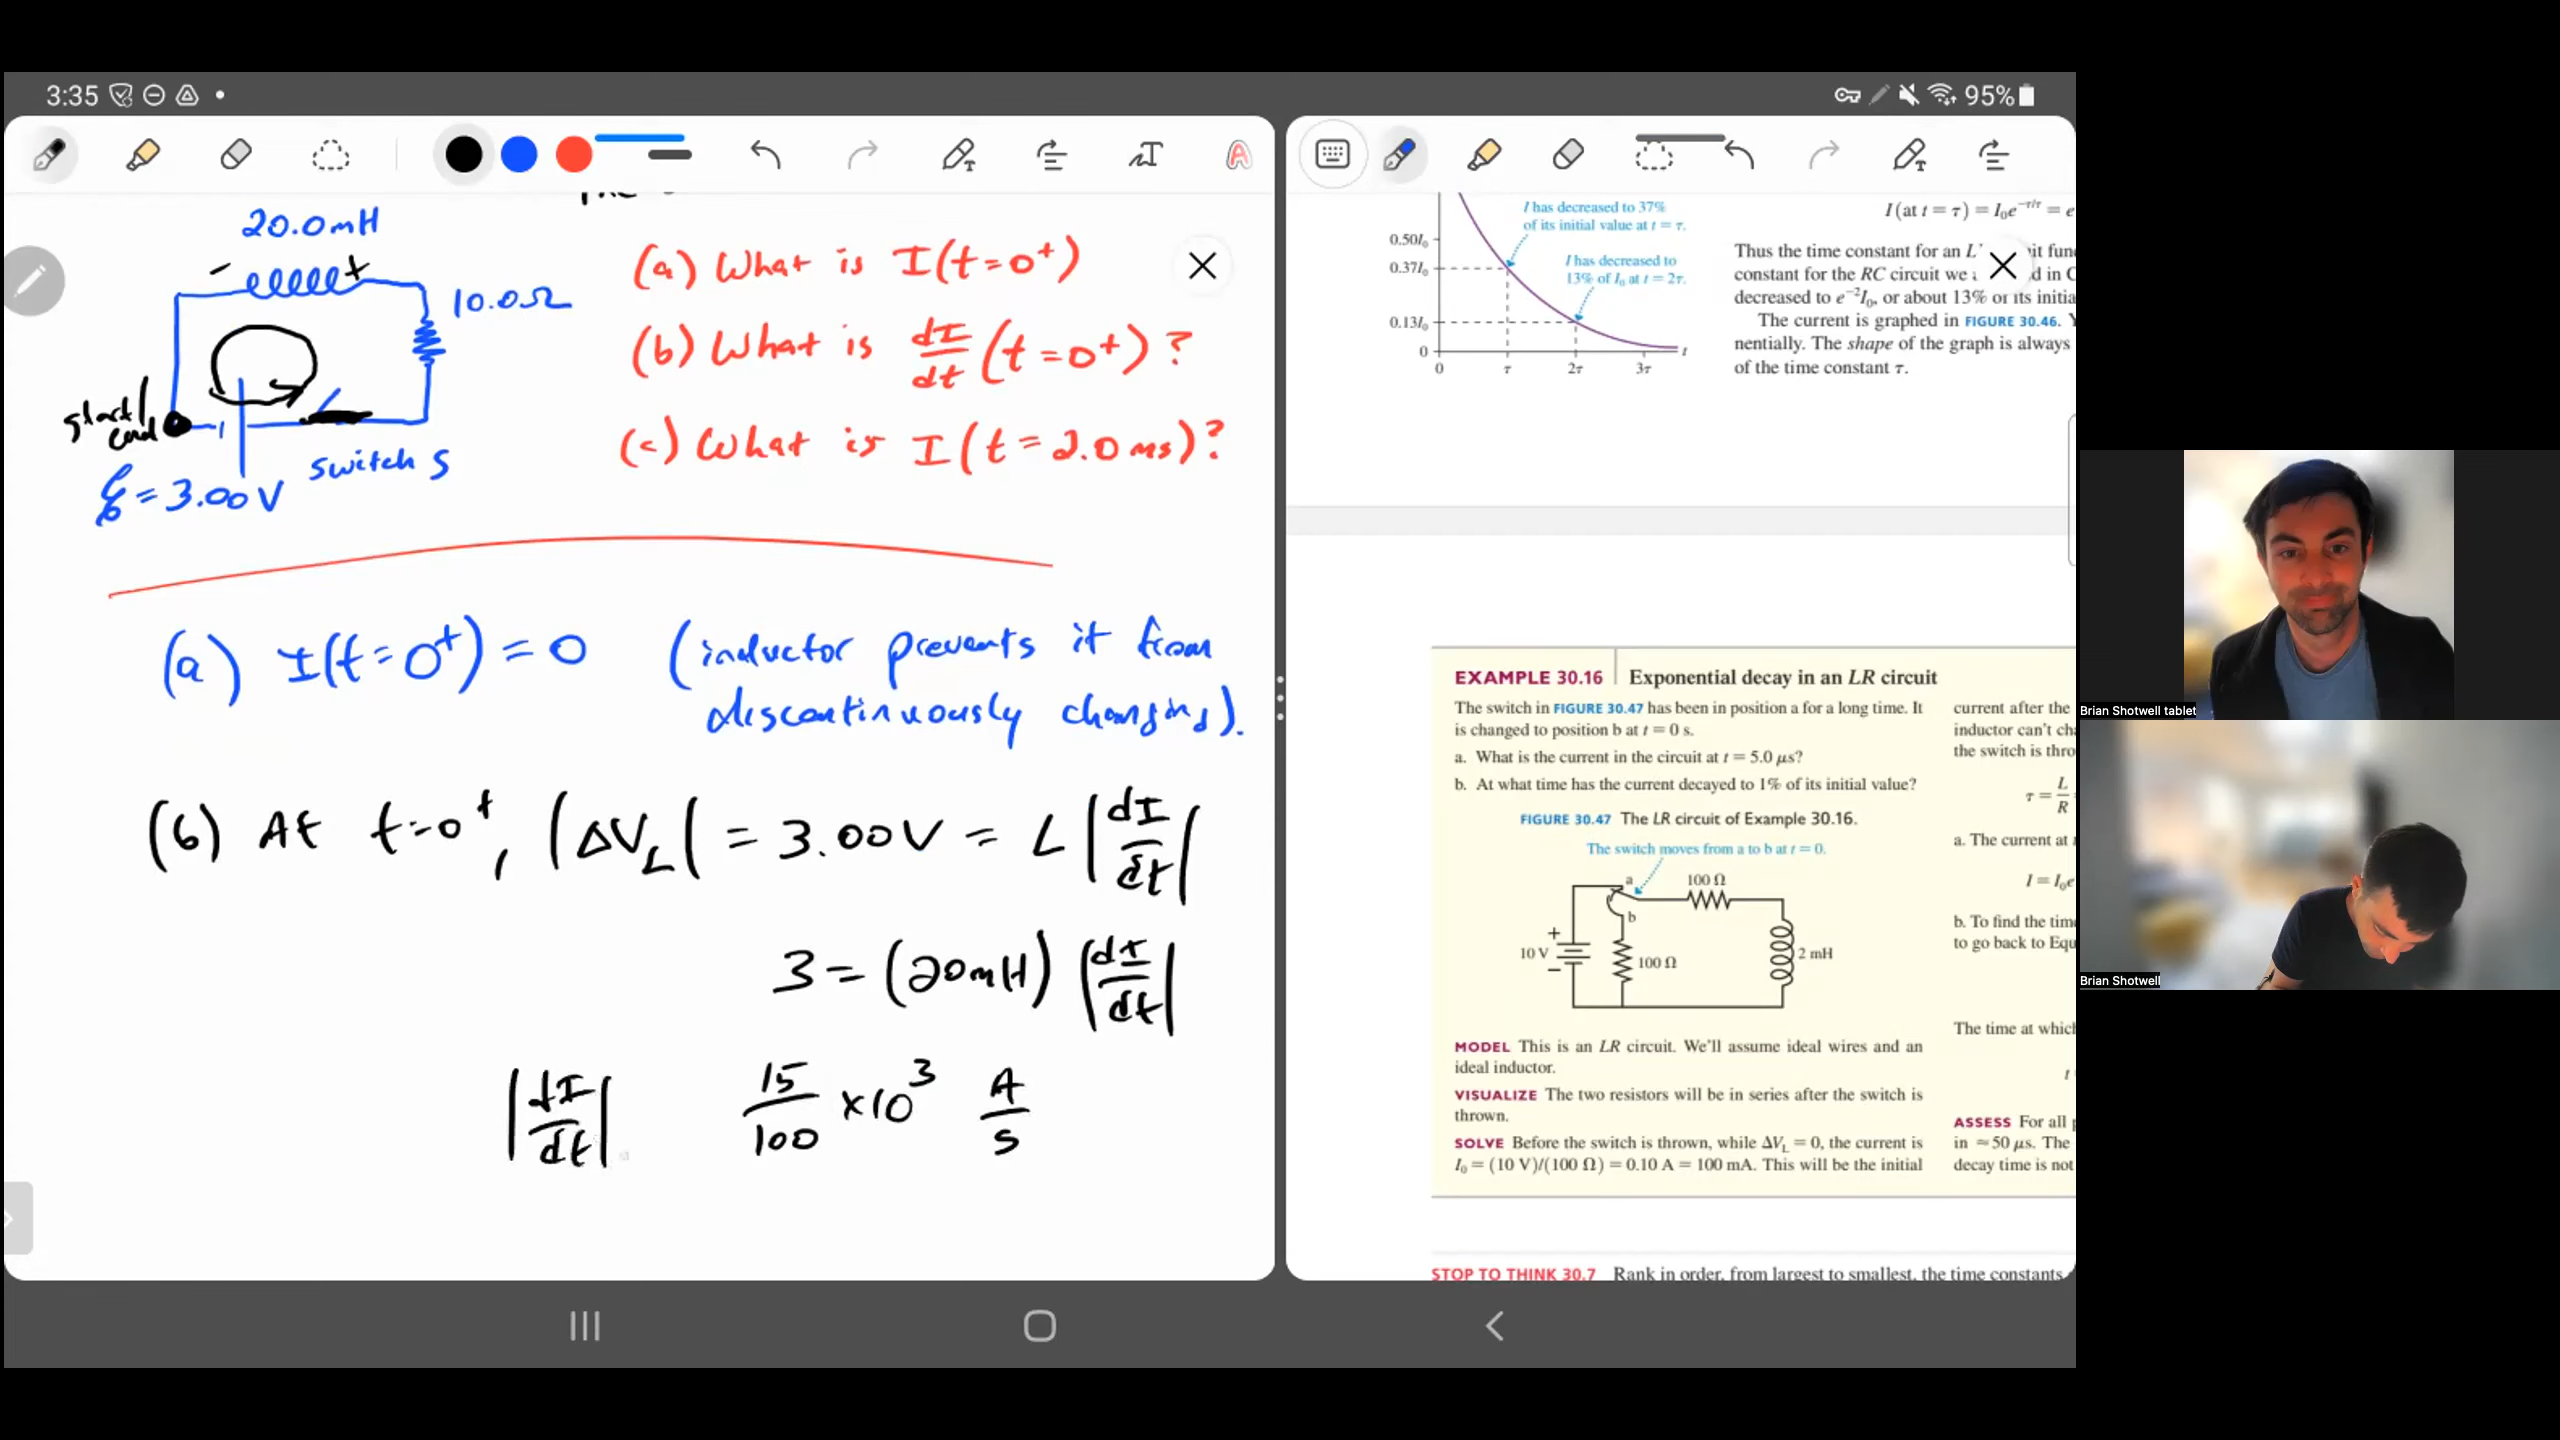 3:35
95%
20.0mH
- +
10.0Ω
start/
end
switch S
ℰ = 3.00V
(a) What is I(t=0⁺)
(b) What is dI/dt (t=0⁺)?
(c) What is I(t=2.0ms)?
(a) I(t=0⁺) = 0 (inductor prevents it from
discontinuously changing).
(b) At t=0⁺, |ΔV_L| = 3.00V = L |dI/dt|
3 = (20mH) |dI/dt|
|dI/dt| 15/100 ×10³ A/s
I has decreased to 37%
of its initial value at t = τ.
0.50I₀
0.37I₀
I has decreased to
13% of I₀ at t = 2τ.
0.13I₀
0
t
0 τ 2τ 3τ
I(at t = τ) = I₀e^(−τ/τ) = e
Thus the time constant for an L it fun
constant for the RC circuit we d in C
decreased to e⁻²I₀, or about 13% of its initia
The current is graphed in FIGURE 30.46. Y
nentially. The shape of the graph is always
of the time constant τ.
EXAMPLE 30.16 Exponential decay in an LR circuit
The switch in FIGURE 30.47 has been in position a for a long time. It
is changed to position b at t = 0 s.
a. What is the current in the circuit at t = 5.0 μs?
b. At what time has the current decayed to 1% of its initial value?
FIGURE 30.47 The LR circuit of Example 30.16.
The switch moves from a to b at t = 0.
a
100 Ω
b
+
10 V
−
100 Ω
2 mH
MODEL This is an LR circuit. We'll assume ideal wires and an
ideal inductor.
VISUALIZE The two resistors will be in series after the switch is
thrown.
SOLVE Before the switch is thrown, while ΔV_L = 0, the current is
I₀ = (10 V)/(100 Ω) = 0.10 A = 100 mA. This will be the initial
current after the
inductor can't ch
the switch is thro
τ = L/R
a. The current at
I = I₀e
b. To find the tim
to go back to Equ
The time at which
t
ASSESS For all
in ≈50 μs. The
decay time is not
STOP TO THINK 30.7 Rank in order, from largest to smallest, the time constants
Brian Shotwell tablet
Brian Shotwell